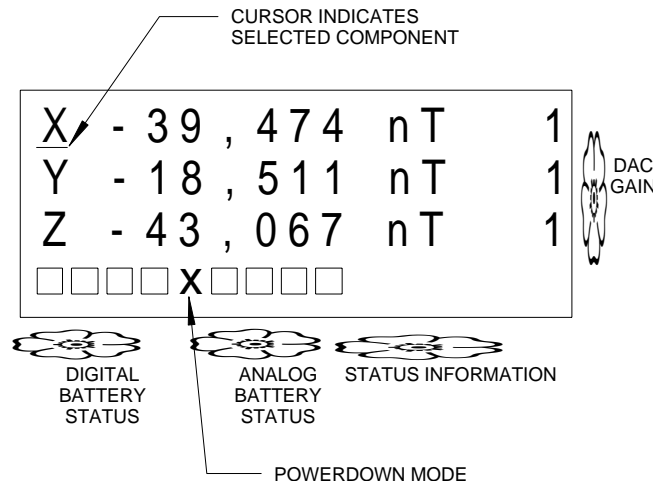 CURSOR INDICATES
SELECTED COMPONENT
X - 39,474 nT 1
Y - 18,511 nT 1
Z - 43,067 nT 1
□□□□x□□□□
DAC
GAIN
DIGITAL
BATTERY
STATUS
ANALOG
BATTERY
STATUS
STATUS INFORMATION
POWERDOWN MODE